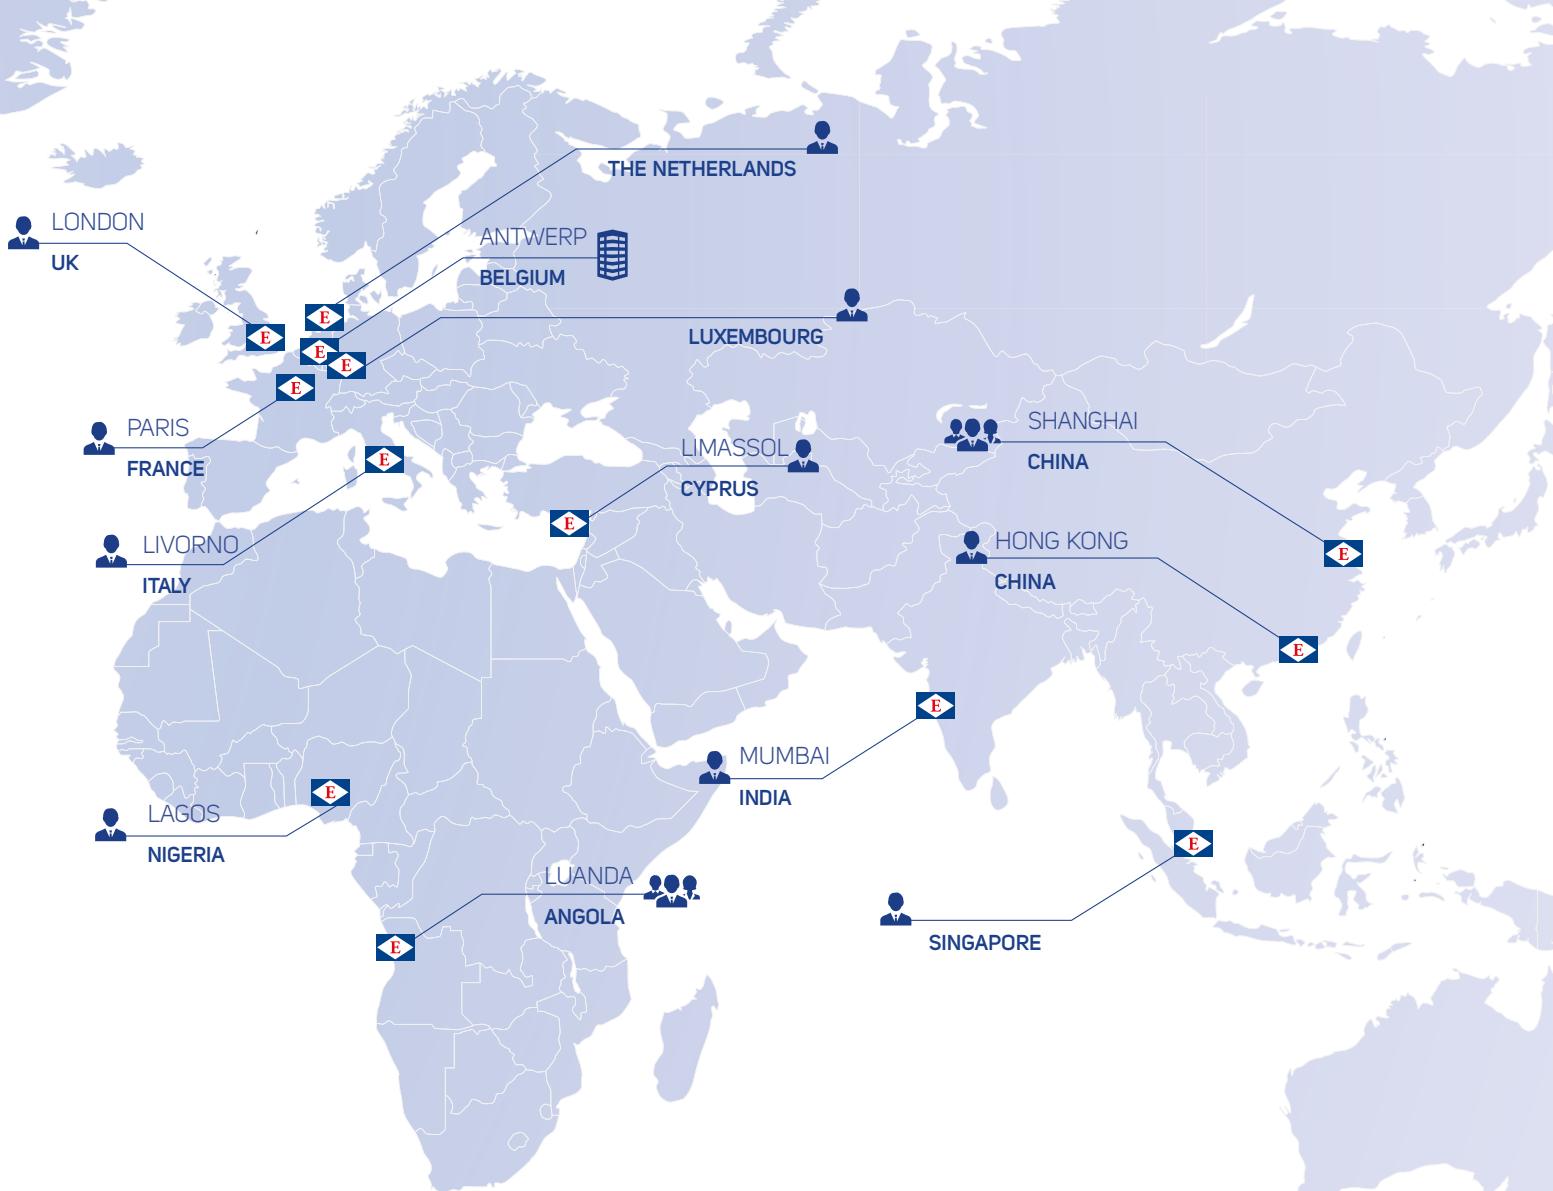 THE NETHERLANDS
LONDON
UK
ANTWERP
BELGIUM
LUXEMBOURG
PARIS
FRANCE
LIMASSOL
CYPRUS
SHANGHAI
CHINA
LIVORNO
ITALY
HONG KONG
CHINA
MUMBAI
INDIA
LAGOS
NIGERIA
LUANDA
ANGOLA
SINGAPORE
E
E
E
E
E
E
E
E
E
E
E
E
E